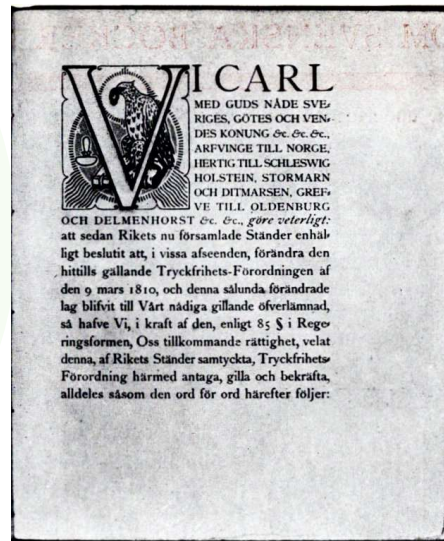 VI CARL
MED GUDS NÅDE SVE-
RIGES, GÖTES OCH VEN-
DES KONUNG &c. &c. &c.,
ARFVINGE TILL NORGE,
HERTIG TILL SCHLESWIG
HOLSTEIN, STORMARN
OCH DITMARSEN, GREF-
VE TILL OLDENBURG
OCH DELMENHORST &c. &c., göre veterligt:
att sedan Rikets nu församlade Ständer enhäl-
ligt beslutit att, i vissa afseenden, förändra den
hittills gällande Tryckfrihets-Förordningen af
den 9 mars 1810, och denna sålunda förändrade
lag blifvit till Vårt nådiga gillande öfverlämnad,
så hafve Vi, i kraft af den, enligt 85 § i Rege-
ringsformen, Oss tillkommande rättighet, velat
denna, af Rikets Ständer samtyckta, Tryckfrihets-
Förordning härmed antaga, gilla och bekräfta,
alldeles såsom den ord för ord härefter följer: